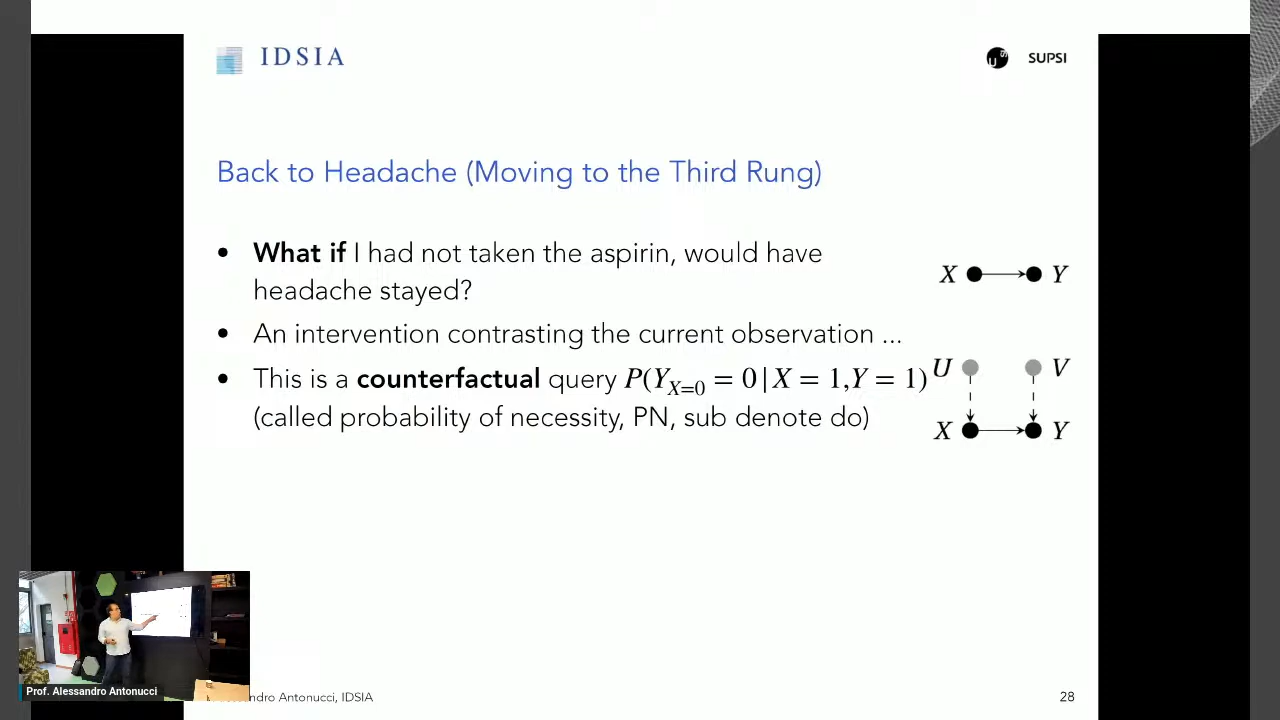 IDSIA
SUPSI
Back to Headache (Moving to the Third Rung)
• What if I had not taken the aspirin, would have
headache stayed?
• An intervention contrasting the current observation ...
• This is a counterfactual query P(Y_{X=0} = 0 | X = 1, Y = 1)
(called probability of necessity, PN, sub denote do)
X Y
U V
X Y
Prof. Alessandro Antonucci
ndro Antonucci, IDSIA
28